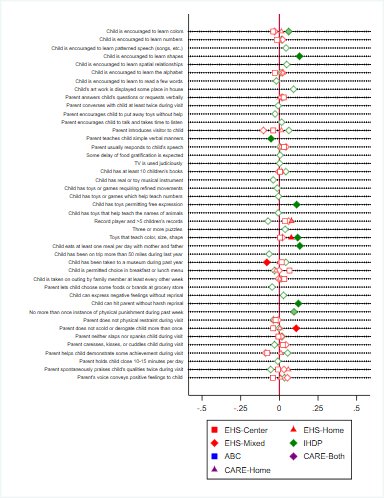 Child is encouraged to learn colors
Child is encouraged to learn numbers
Child is encouraged to learn patterned speech (songs, etc.)
Child is encouraged to learn shapes
Child is encouraged to learn spatial relationships
Child is encouraged to learn the alphabet
Child is encouraged to learn to read a few words
Child's art work is displayed some place in house
Parent answers child's questions or requests verbally
Parent converses with child at least twice during visit
Parent encourages child to put away toys without help
Parent encourages child to talk and takes time to listen
Parent introduces visitor to child
Parent teaches child simple verbal manners
Parent usually responds to child's speech
Some delay of food gratification is expected
TV is used judiciously
Child has at least 10 children's books
Child has real or toy musical instrument
Child has toys or games requiring refined movements
Child has toys or games which help teach numbers
Child has toys permitting free expression
Child has toys that help teach the names of animals
Record player and >5 children's records
Three or more puzzles
Toys that teach color, size, shape
Child eats at least one meal per day with mother and father
Child has been on trip more than 50 miles during last year
Child has been taken to a museum during past year
Child is permitted choice in breakfast or lunch menu
Child is taken on outing by family member at least every other week
Parent lets child choose some foods or brands at grocery store
Child can express negative feelings without reprisal
Child can hit parent without harsh reprisal
No more than once instance of physical punishment during past week
Parent does not physical restraint during visit
Parent does not scold or derogate child more than once
Parent neither slaps nor spanks child during visit
Parent caresses, kisses, or cuddles child during visit
Parent helps child demonstrate some achievement during visit
Parent holds child close 10-15 minutes per day
Parent spontaneously praises child's qualities twice during visit
Parent's voice conveys positive feelings to child
-.5 -.25 0 .25 .5
EHS-Center EHS-Home
EHS-Mixed IHDP
ABC CARE-Both
CARE-Home